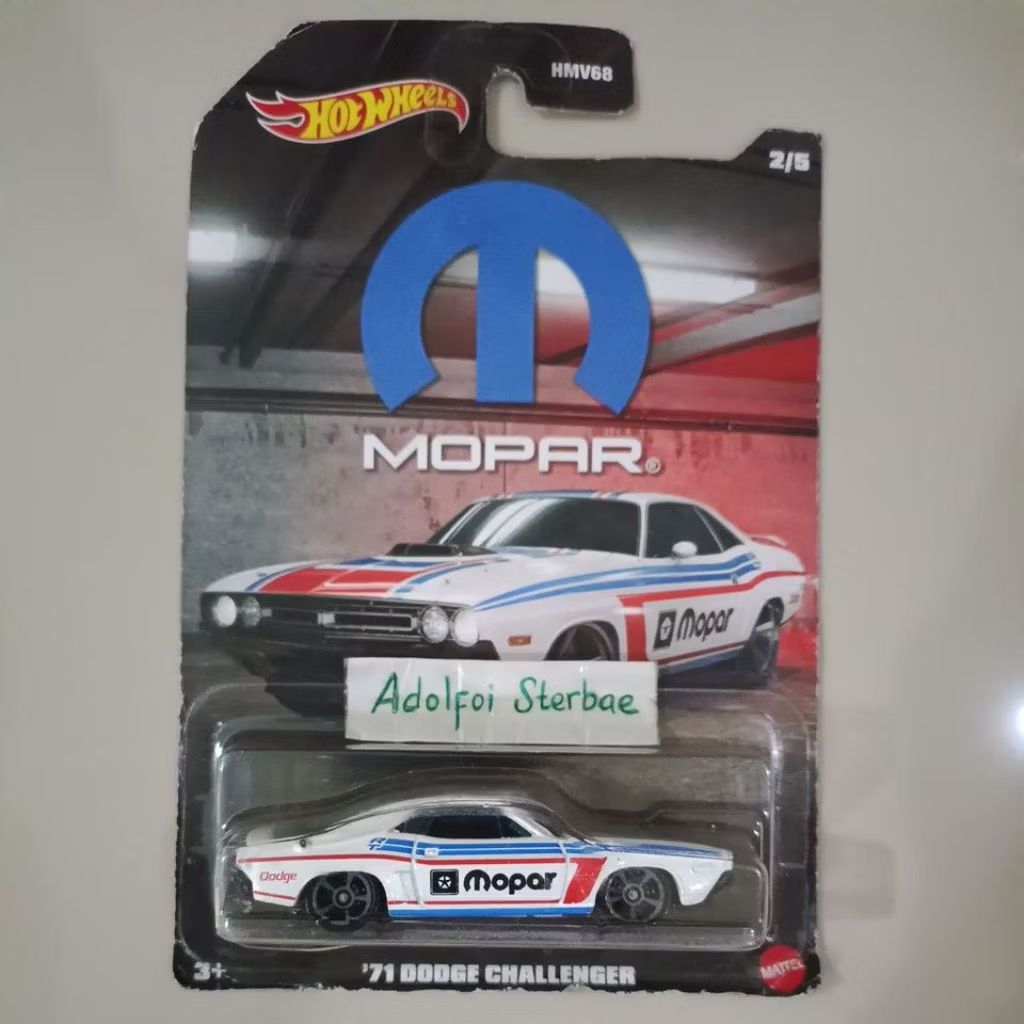 HMV68
HOT WHEELS
2/5
MOPAR®
Mopar
Adolfoi Sterbae
Dodge
Mopar
3+
'71 DODGE CHALLENGER
MATTEL